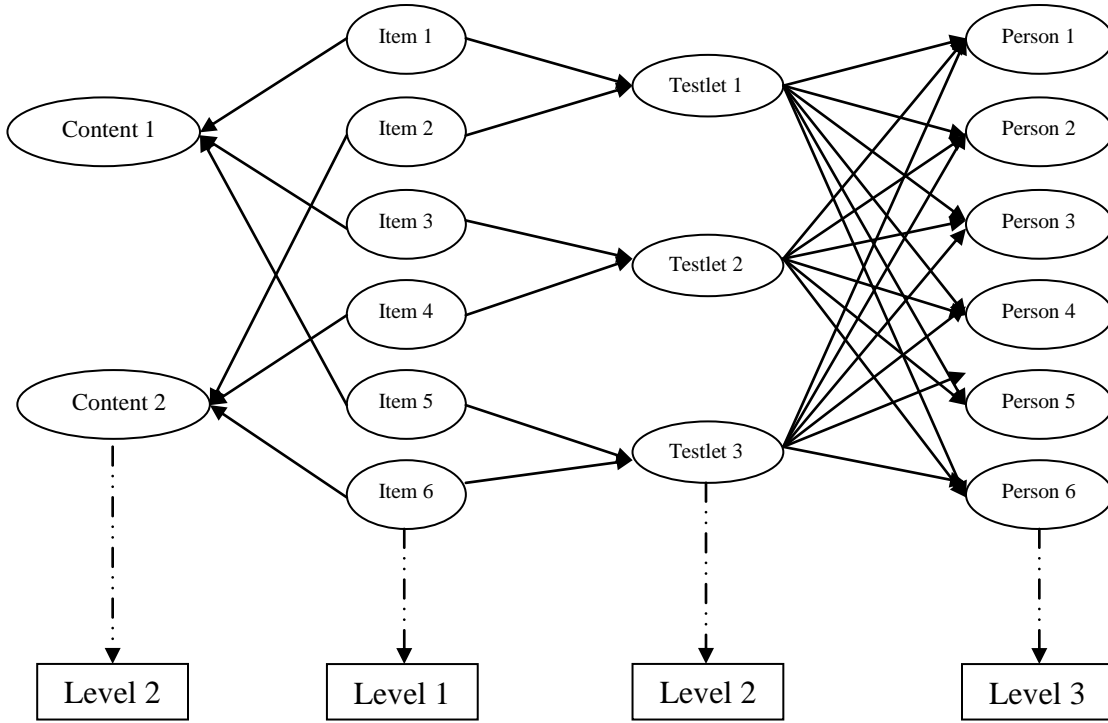 Content 1
Content 2
Item 1
Item 2
Item 3
Item 4
Item 5
Item 6
Testlet 1
Testlet 2
Testlet 3
Person 1
Person 2
Person 3
Person 4
Person 5
Person 6
Level 2
Level 1
Level 2
Level 3